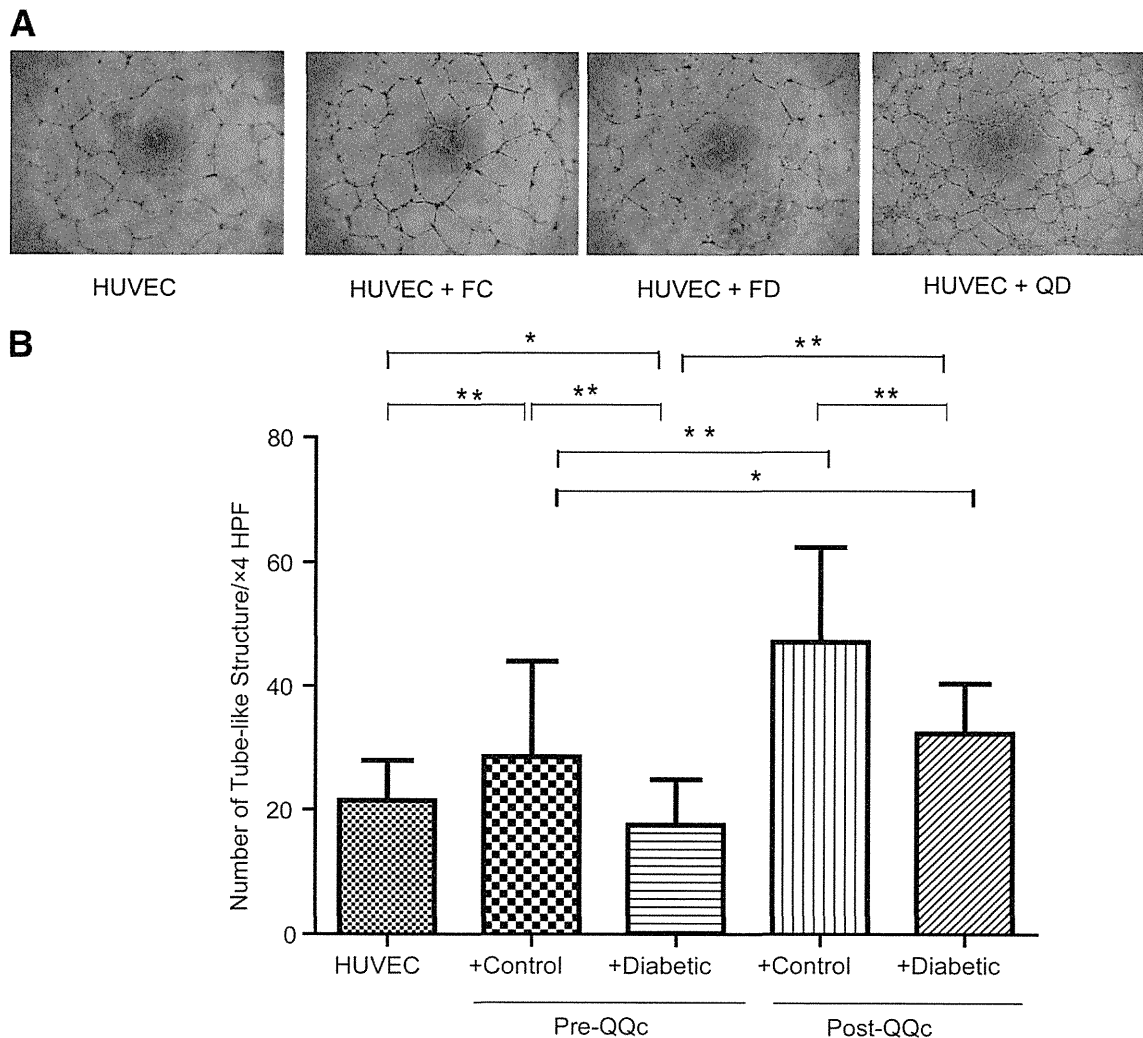 A
HUVEC
HUVEC + FC
HUVEC + FD
HUVEC + QD
B
*
**
**
**
**
* *
*
Number of Tube-like Structure/×4 HPF
80
60
40
20
0
HUVEC
+Control
+Diabetic
+Control
+Diabetic
Pre-QQc
Post-QQc